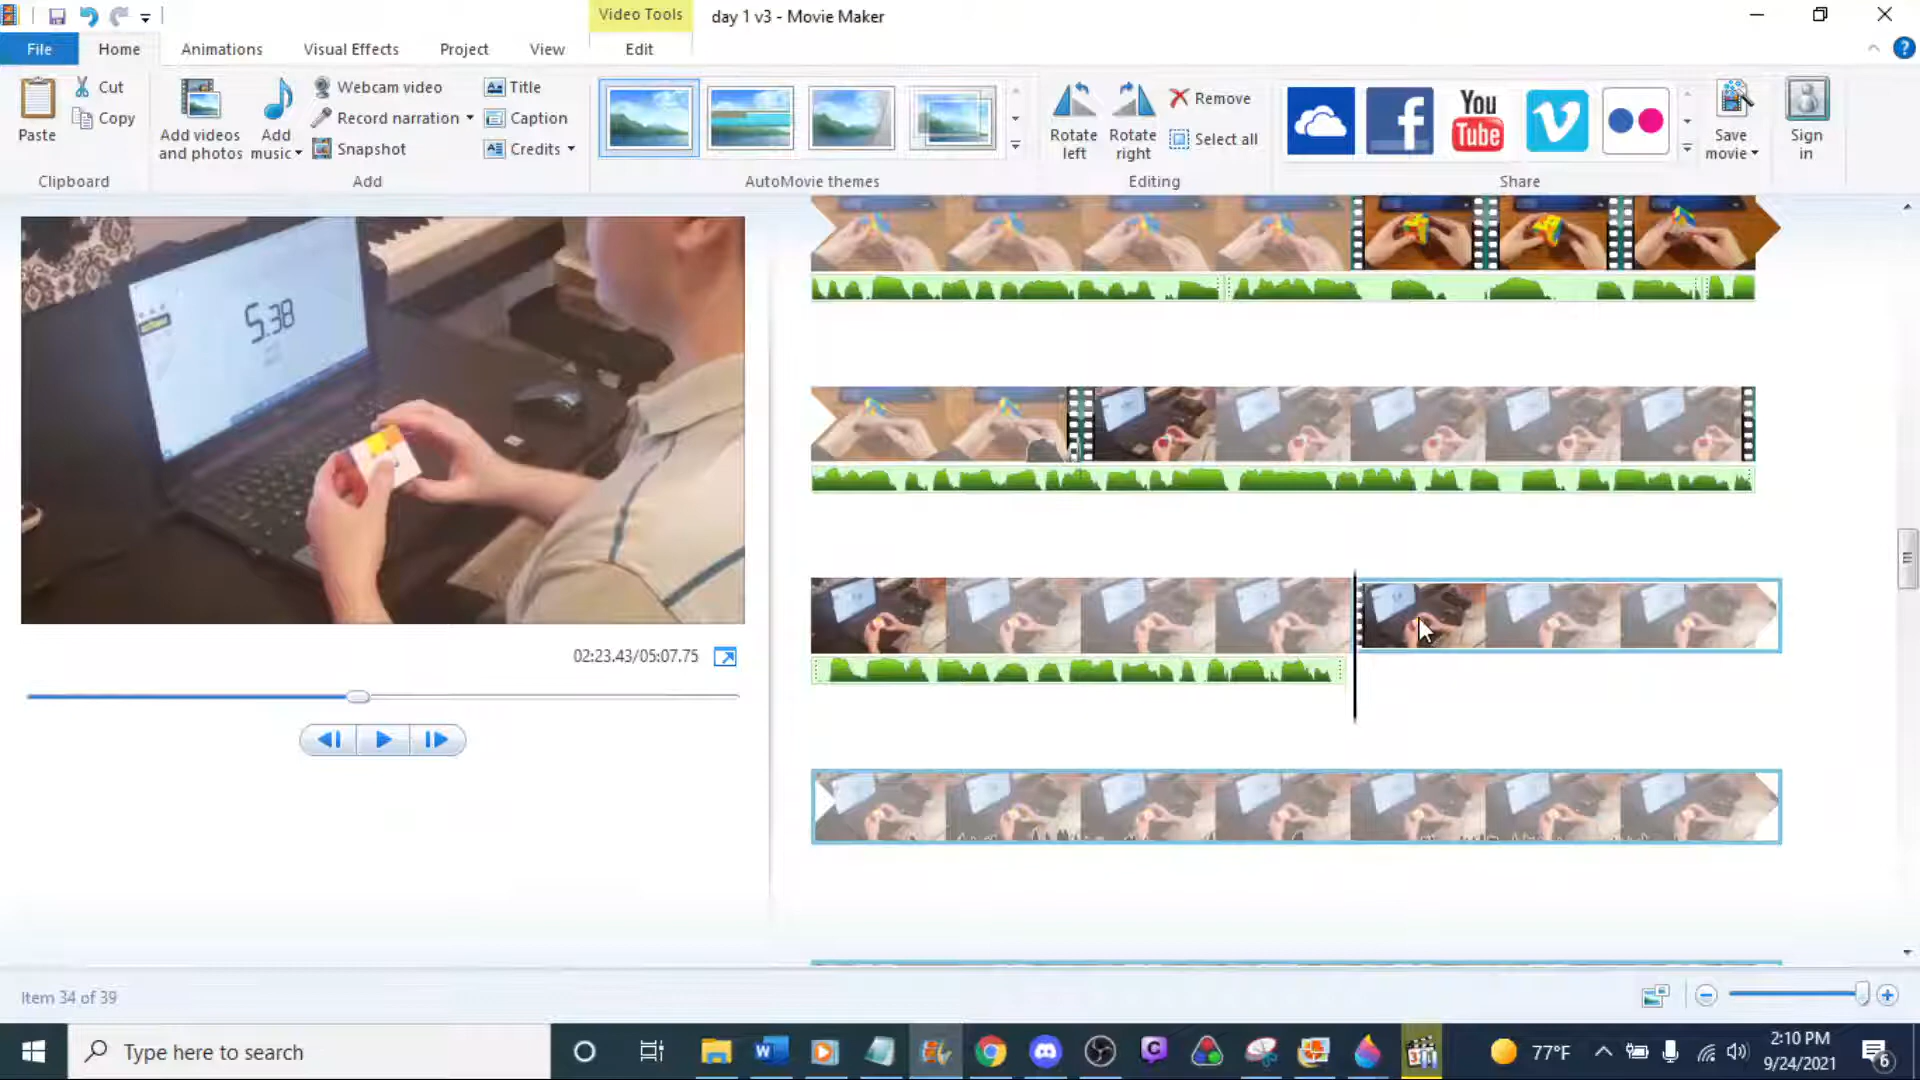 Video Tools
day 1 v3 - Movie Maker
File
Home
Animations
Visual Effects
Project
View
Edit
Paste
Cut
Copy
Clipboard
Add videos
and photos
Add
music
Webcam video
Record narration
Snapshot
Title
Caption
Credits
Add
AutoMovie themes
Rotate
left
Rotate
right
Remove
Select all
Editing
You
Tube
Share
Save
movie
Sign
in
5.38
02:23.43/05:07.75
Item 34 of 39
Type here to search
77°F
2:10 PM
9/24/2021
6